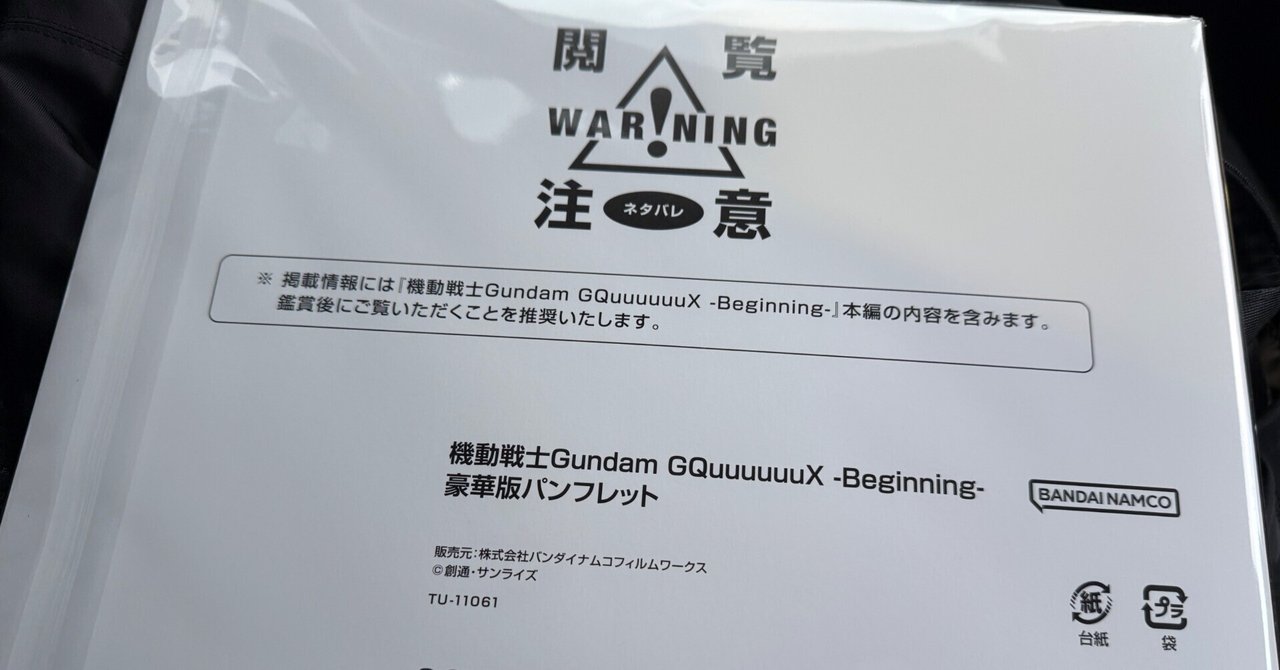 閲覧
WARNING
注意
ネタバレ
※ 掲載情報には『機動戦士Gundam GQuuuuuuX -Beginning-』本編の内容を含みます。
鑑賞後にご覧いただくことを推奨いたします。
機動戦士Gundam GQuuuuuuX -Beginning-
豪華版パンフレット
BANDAI NAMCO
販売元:株式会社バンダイナムコフィルムワークス
©創通・サンライズ
TU-11061
紙
台紙
プラ
袋